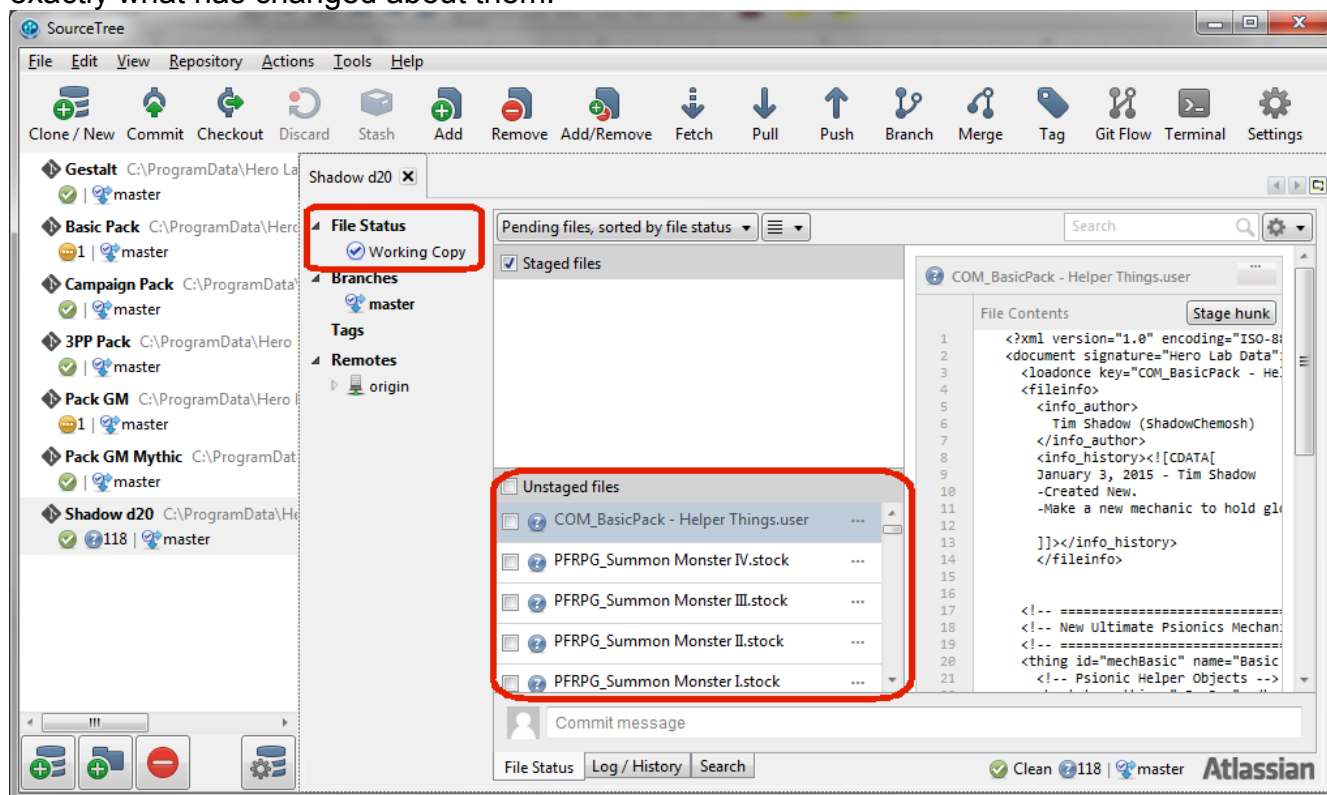 exactly what has changed about them.
SourceTree
File Edit View Repository Actions Tools Help
Clone / New Commit Checkout Discard Stash Add Remove Add/Remove Fetch Pull Push Branch Merge Tag Git Flow Terminal Settings
Gestalt C:\ProgramData\Hero La
master
Basic Pack C:\ProgramData\Hero
1 | master
Campaign Pack C:\ProgramData\
master
3PP Pack C:\ProgramData\Hero
master
Pack GM C:\ProgramData\Hero
1 | master
Pack GM Mythic C:\ProgramDat
master
Shadow d20 C:\ProgramData\He
118 | master
Shadow d20
File Status
Working Copy
Branches
master
Tags
Remotes
origin
Pending files, sorted by file status
Search
Staged files
Unstaged files
COM_BasicPack - Helper Things.user ...
PFRPG_Summon Monster IV.stock ...
PFRPG_Summon Monster III.stock ...
PFRPG_Summon Monster II.stock ...
PFRPG_Summon Monster I.stock ...
COM_BasicPack - Helper Things.user ...
File Contents Stage hunk
1 <?xml version="1.0" encoding="ISO-8
2 <document signature="Hero Lab Data"
3 <loadonce key="COM_BasicPack - Hel
4 <fileinfo>
5 <info_author>
6 Tim Shadow (ShadowChemosh)
7 </info_author>
8 <info_history><![CDATA[
9 January 3, 2015 - Tim Shadow
10 -Created New.
11 -Make a new mechanic to hold gl
12
13 ]]></info_history>
14 </fileinfo>
15
16
17 <!-- ================================
18 <!-- New Ultimate Psionics Mechan
19 <!-- ================================
20 <thing id="mechBasic" name="Basic
21 <!-- Psionic Helper Objects -->
Commit message
File Status Log / History Search
Clean 118 | master Atlassian